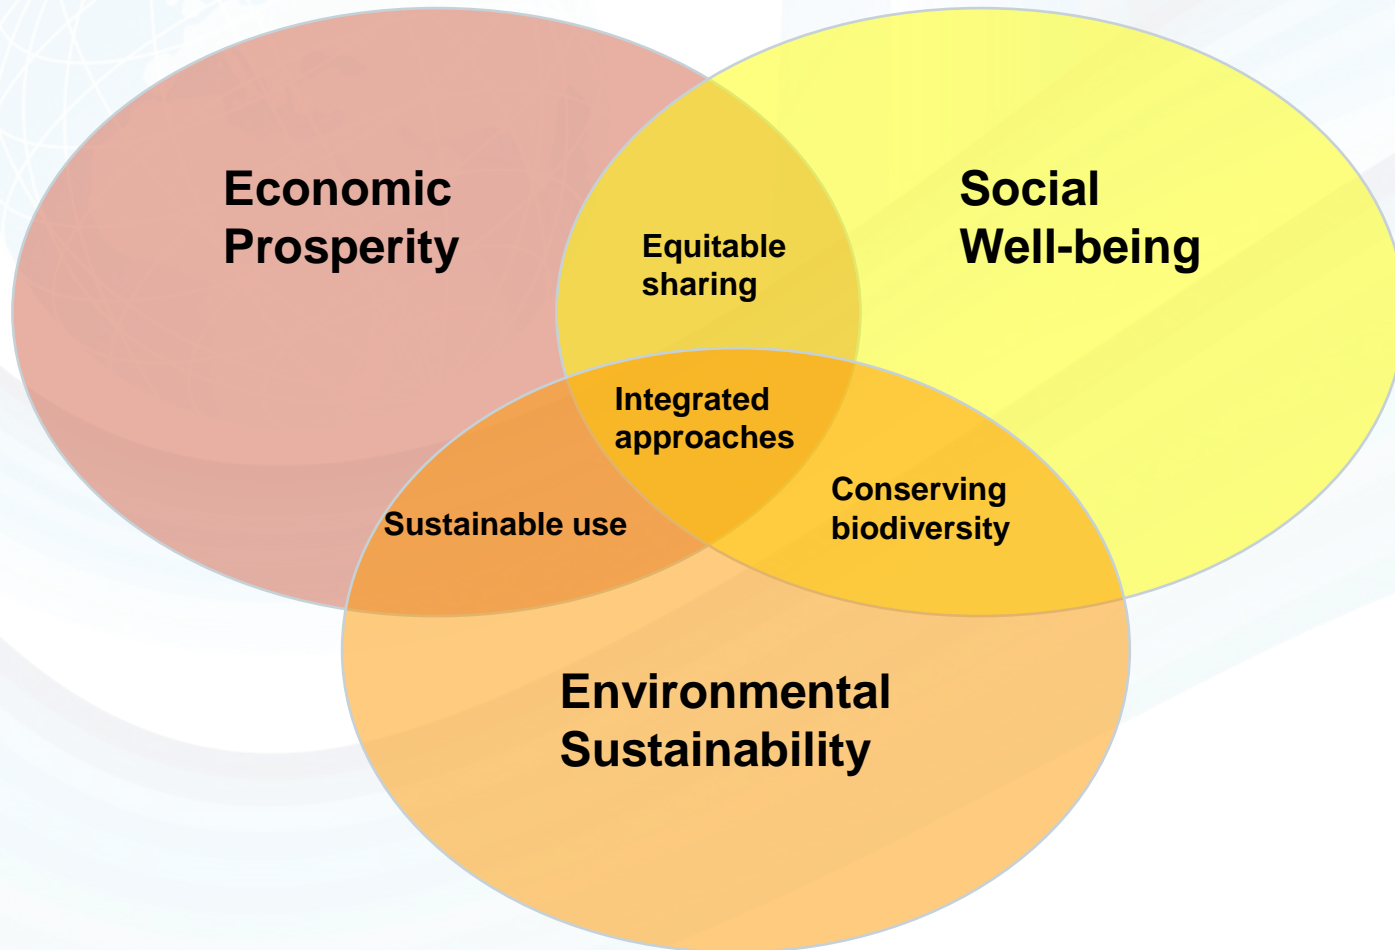 Economic
Prosperity
Social
Well-being
Equitable
sharing
Integrated
approaches
Sustainable use
Conserving
biodiversity
Environmental
Sustainability